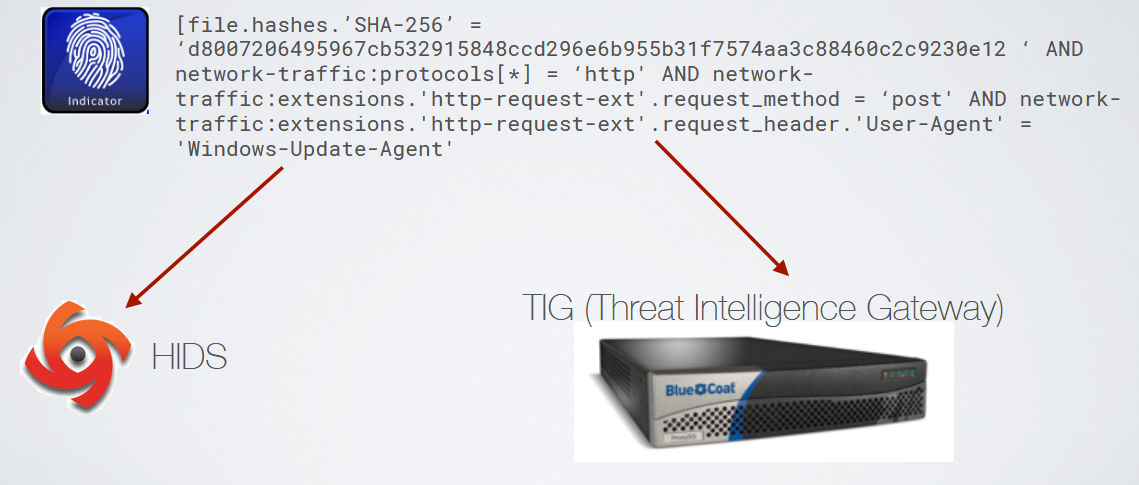 Indicator
[file.hashes.’SHA-256’ =
‘d8007206495967cb532915848ccd296e6b955b31f7574aa3c88460c2c9230e12 ‘ AND
network-traffic:protocols[*] = ‘http' AND network-
traffic:extensions.'http-request-ext'.request_method = ‘post' AND network-
traffic:extensions.'http-request-ext'.request_header.'User-Agent' =
'Windows-Update-Agent'
TIG (Threat Intelligence Gateway)
HIDS
Blue Coat